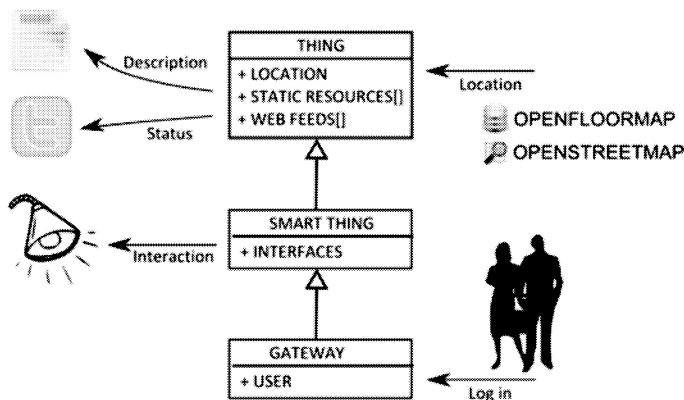 THING
+ LOCATION
+ STATIC RESOURCES[]
+ WEB FEEDS[]
Description
Status
Location
OPENFLOORMAP
OPENSTREETMAP
SMART THING
+ INTERFACES
Interaction
GATEWAY
+ USER
Log in